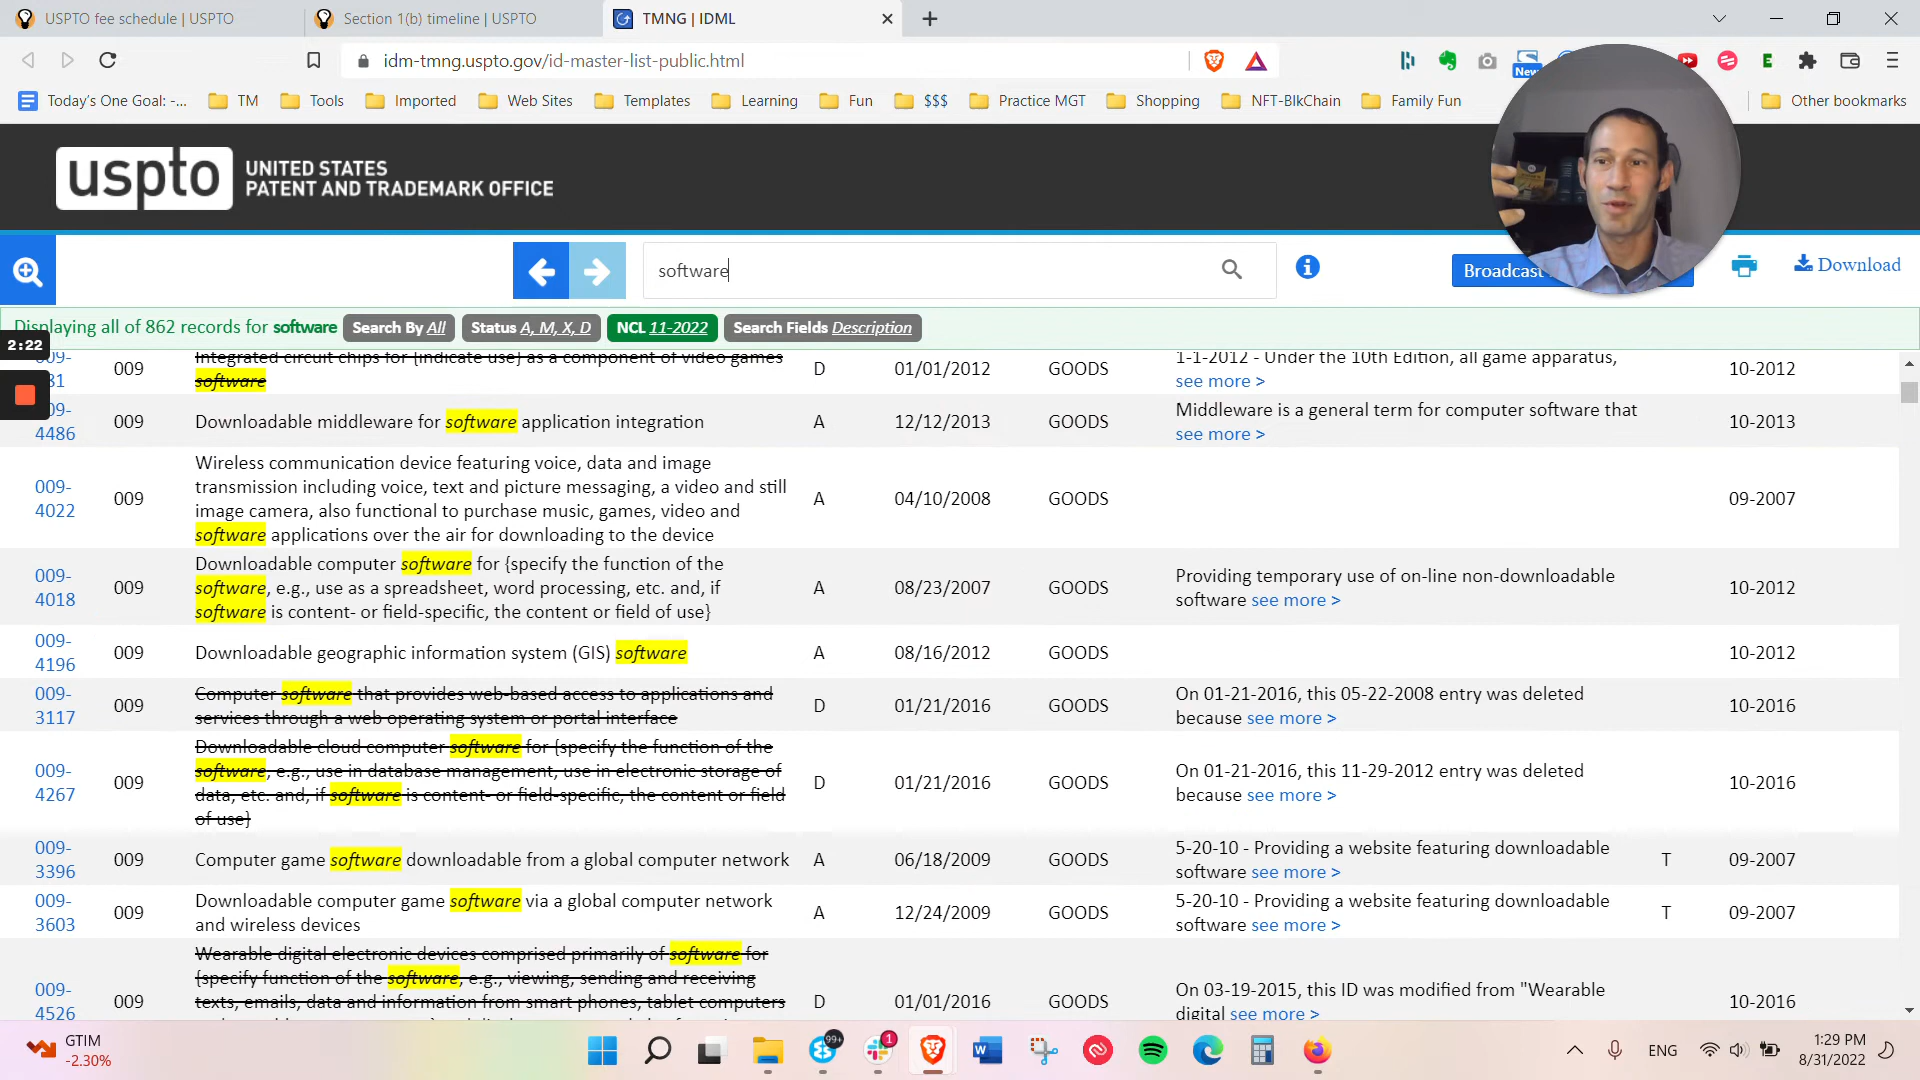 USPTO fee schedule | USPTO
Section 1(b) timeline | USPTO
TMNG | IDML
idm-tmng.uspto.gov/id-master-list-public.html
New
Today's One Goal: -...
TM
Tools
Imported
Web Sites
Templates
Learning
Fun
$$$
Practice MGT
Shopping
NFT-BlkChain
Family Fun
Other bookmarks
uspto
UNITED STATES
PATENT AND TRADEMARK OFFICE
software
Broadcast
Download
Displaying all of 862 records for software
Search By All
Status A, M, X, D
NCL 11-2022
Search Fields Description
2:22
009 Integrated circuit chips for {indicate use} as a component of video games D 01/01/2012 GOODS 1-1-2012 - Under the 10th Edition, all game apparatus, 10-2012
software see more >
4486 009 Downloadable middleware for software application integration A 12/12/2013 GOODS Middleware is a general term for computer software that 10-2013
see more >
009-
4022 009 Wireless communication device featuring voice, data and image
transmission including voice, text and picture messaging, a video and still
image camera, also functional to purchase music, games, video and
software applications over the air for downloading to the device A 04/10/2008 GOODS 09-2007
009-
4018 009 Downloadable computer software for {specify the function of the
software, e.g., use as a spreadsheet, word processing, etc. and, if
software is content- or field-specific, the content or field of use} A 08/23/2007 GOODS Providing temporary use of on-line non-downloadable
software see more > 10-2012
009-
4196 009 Downloadable geographic information system (GIS) software A 08/16/2012 GOODS 10-2012
009-
3117 009 Computer software that provides web-based access to applications and
services through a web operating system or portal interface D 01/21/2016 GOODS On 01-21-2016, this 05-22-2008 entry was deleted
because see more > 10-2016
009-
4267 009 Downloadable cloud computer software for {specify the function of the
software, e.g., use in database management, use in electronic storage of
data, etc. and, if software is content- or field-specific, the content or field
of use} D 01/21/2016 GOODS On 01-21-2016, this 11-29-2012 entry was deleted
because see more > 10-2016
009-
3396 009 Computer game software downloadable from a global computer network A 06/18/2009 GOODS 5-20-10 - Providing a website featuring downloadable
software see more > T 09-2007
009-
3603 009 Downloadable computer game software via a global computer network
and wireless devices A 12/24/2009 GOODS 5-20-10 - Providing a website featuring downloadable
software see more > T 09-2007
009-
4526 009 Wearable digital electronic devices comprised primarily of software for
{specify function of the software, e.g., viewing, sending and receiving
texts, emails, data and information from smart phones, tablet computers D 01/01/2016 GOODS On 03-19-2015, this ID was modified from "Wearable
digital see more > 10-2016
GTIM
-2.30%
99+
1
ENG
1:29 PM
8/31/2022